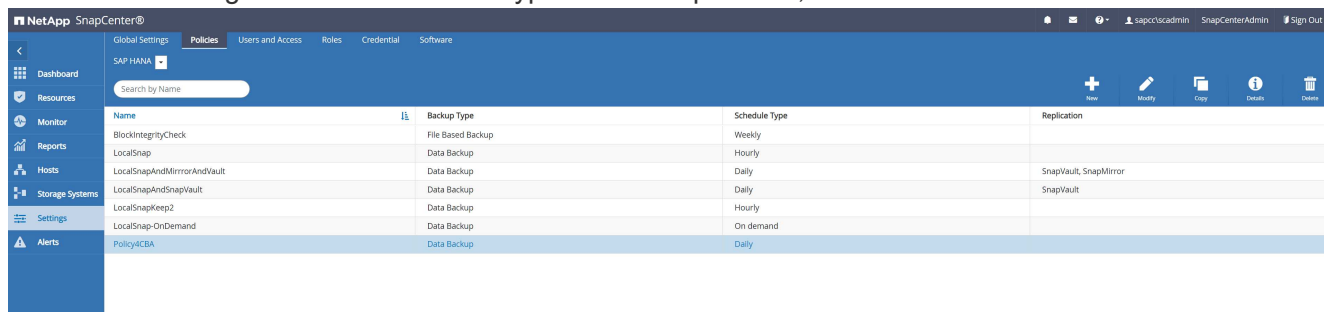 NetApp SnapCenter®
sapcc\scadmin SnapCenterAdmin Sign Out
Global Settings Policies Users and Access Roles Credential Software
SAP HANA
Search by Name
New Modify Copy Details Delete
Dashboard
Resources
Monitor
Reports
Hosts
Storage Systems
Settings
Alerts
Name Backup Type Schedule Type Replication
BlockIntegrityCheck File Based Backup Weekly
LocalSnap Data Backup Hourly
LocalSnapAndMirrrorAndVault Data Backup Daily SnapVault, SnapMirror
LocalSnapAndSnapVault Data Backup Daily SnapVault
LocalSnapKeep2 Data Backup Hourly
LocalSnap-OnDemand Data Backup On demand
Policy4CBA Data Backup Daily